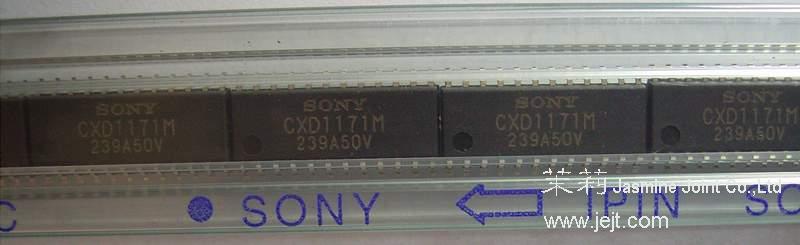 SONY
CXD1171M
239A50V
SONY
CXD1171M
239A50V
SONY
CXD1171M
239A50V
SONY
CXD1171M
239A50V
茉莉 Jasmine Joint Co.,Ltd
C ● SONY ⇐ 1PIN SO
www.jejt.com